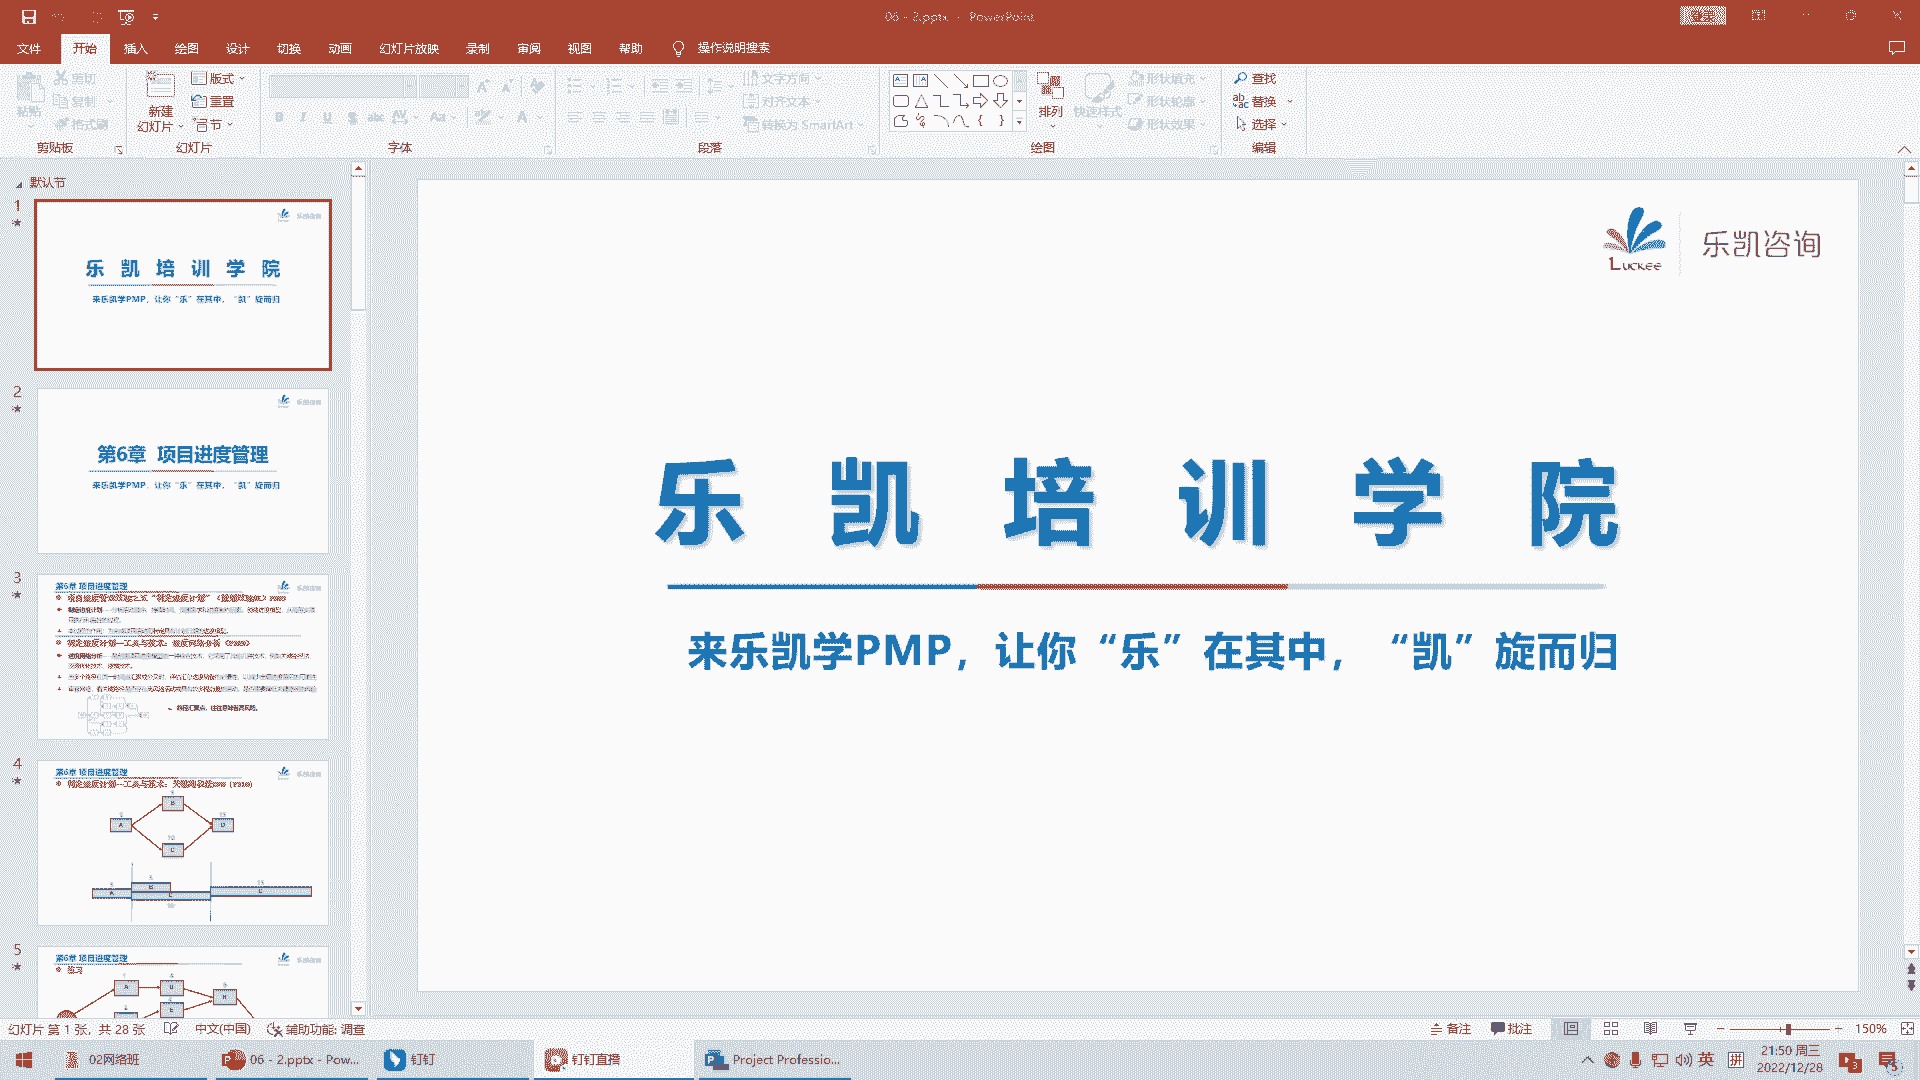 06 - 2.pptx - PowerPoint
登录
文件 开始 插入 绘图 设计 切换 动画 幻灯片放映 录制 审阅 视图 帮助 操作说明搜索
粘贴 剪切 复制 格式刷
剪贴板
新建
幻灯片
版式
重置
节
幻灯片
字体
文字方向
对齐文本
转换为 SmartArt
段落
排列 快速样式
形状填充
形状轮廓
形状效果
绘图
查找
替换
选择
编辑
默认节
1
乐 凯 培 训 学 院
来乐凯学PMP,让你“乐”在其中,“凯”旋而归
2
第6章 项目进度管理
来乐凯学PMP,让你“乐”在其中,“凯”旋而归
3
第6章 项目进度管理
4
第6章 项目进度管理
A
B
C
D
5
第6章 项目进度管理
练习
Luckee
乐凯咨询
乐 凯 培 训 学 院
来乐凯学PMP,让你“乐”在其中,“凯”旋而归
幻灯片 第 1 张,共 28 张 中文(中国) 辅助功能: 调查
备注 批注 150%
02网络班 06 - 2.pptx - Pow... 钉钉 钉钉直播 Project Professio...
英 拼
21:50 周三
2022/12/28